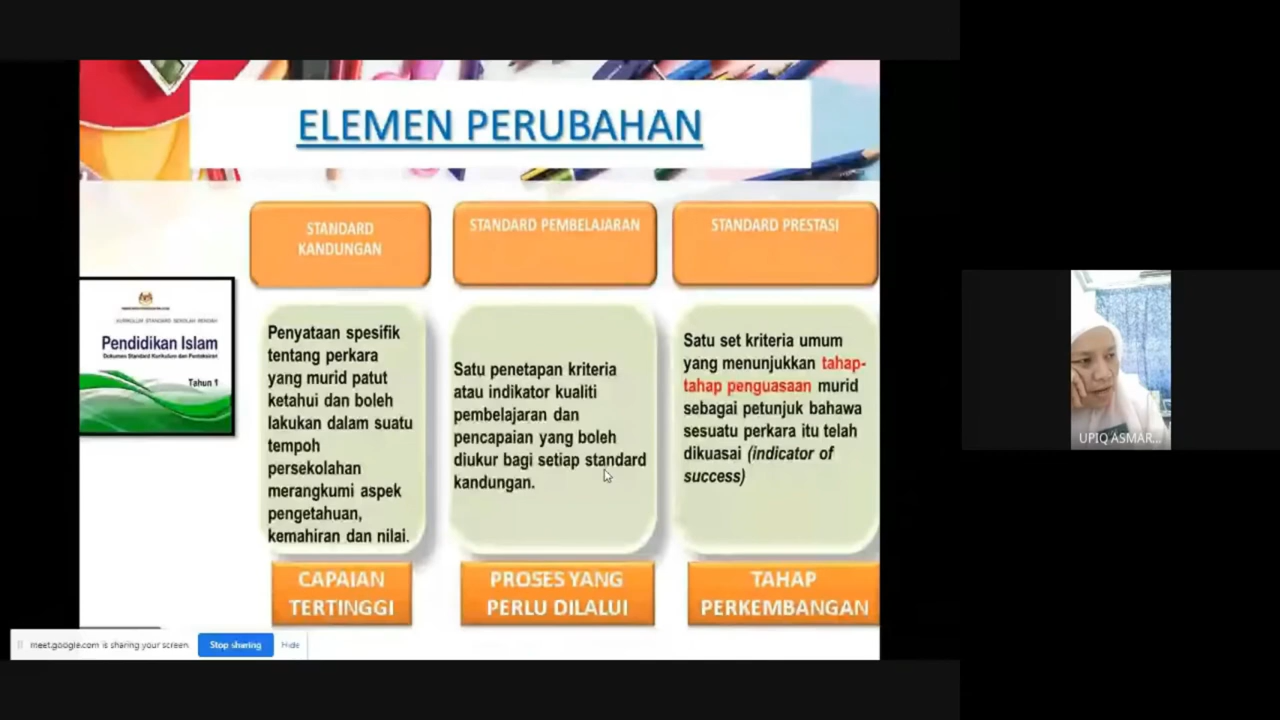 ELEMEN PERUBAHAN
STANDARD
KANDUNGAN
STANDARD PEMBELAJARAN
STANDARD PRESTASI
KURIKULUM STANDARD SEKOLAH RENDAH
Pendidikan Islam
Dokumen Standard Kurikulum dan Pentaksiran
Tahun 1
Penyataan spesifik
tentang perkara
yang murid patut
ketahui dan boleh
lakukan dalam suatu
tempoh
persekolahan
merangkumi aspek
pengetahuan,
kemahiran dan nilai.
Satu penetapan kriteria
atau indikator kualiti
pembelajaran dan
pencapaian yang boleh
diukur bagi setiap standard
kandungan.
Satu set kriteria umum
yang menunjukkan tahap-
tahap penguasaan murid
sebagai petunjuk bahawa
sesuatu perkara itu telah
dikuasai (indicator of
success)
CAPAIAN
TERTINGGI
PROSES YANG
PERLU DILALUI
TAHAP
PERKEMBANGAN
meet.google.com is sharing your screen.
Stop sharing
Hide
UPIQ ASMAR...